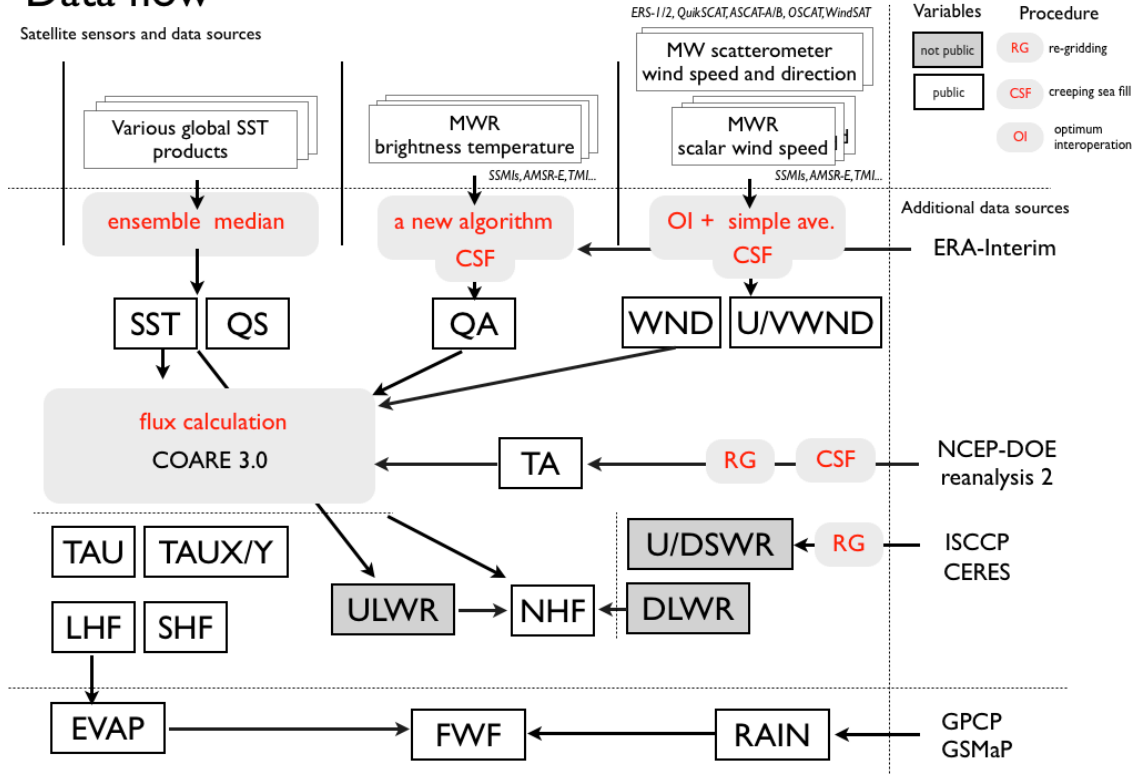 Data flow
Satellite sensors and data sources
ERS-1/2, QuikSCAT, ASCAT-A/B, OSCAT, WindSAT
Variables
Procedure
not public
RG
re-gridding
public
CSF
creeping sea fill
OI
optimum
interoperation
MW scatterometer
wind speed and direction
Various global SST
products
MWR
brightness temperature
MWR
scalar wind speed
d
SSMIs, AMSR-E, TMI...
SSMIs, AMSR-E, TMI...
ensemble median
a new algorithm
CSF
OI + simple ave.
CSF
Additional data sources
ERA-Interim
SST
QS
QA
WND
U/VWND
flux calculation
COARE 3.0
TA
RG
CSF
NCEP-DOE
reanalysis 2
TAU
TAUX/Y
U/DSWR
RG
ISCCP
CERES
LHF
SHF
ULWR
NHF
DLWR
EVAP
FWF
RAIN
GPCP
GSMaP